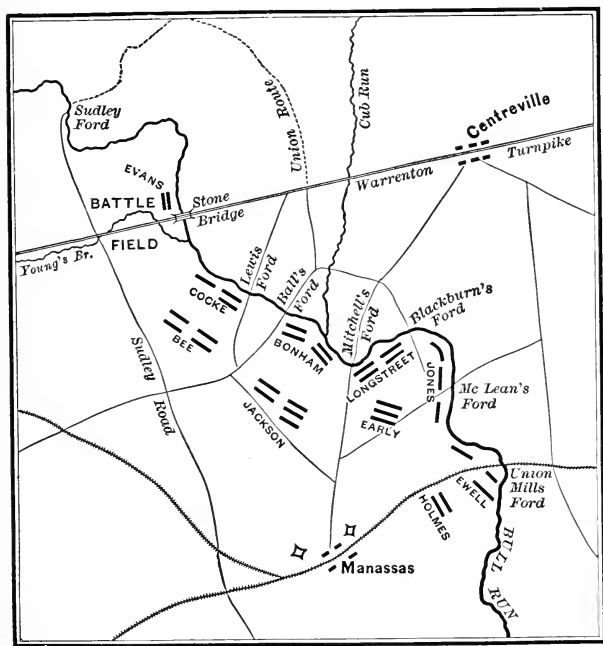 Sudley
Ford
Union Route
Cub Run
Centreville
Warrenton Turnpike
EVANS
BATTLE
FIELD
Stone
Bridge
Young's Br.
Lewis
Ford
Ball's
Ford
Mitchell's
Ford
Blackburn's
Ford
COCKE
BEE
BONHAM
LONGSTREET
JONES
Mc Lean's
Ford
Sudley
Road
JACKSON
EARLY
EWELL
Union
Mills
Ford
HOLMES
Manassas
BULL
RUN